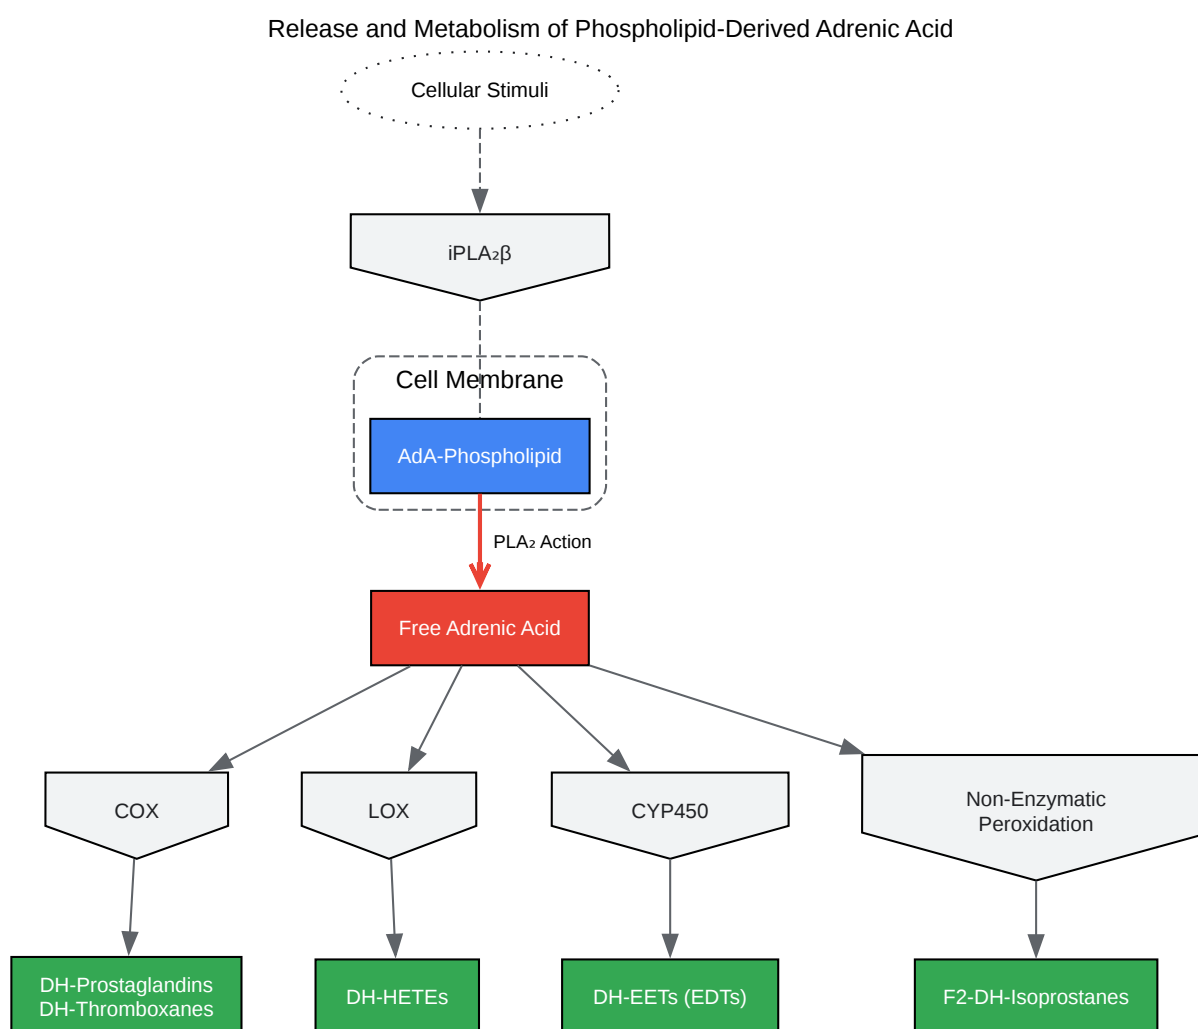 Release and Metabolism of Phospholipid-Derived Adrenic Acid
Cellular Stimuli
iPLA₂β
Cell Membrane
AdA-Phospholipid
PLA₂ Action
Free Adrenic Acid
COX
LOX
CYP450
Non-Enzymatic
Peroxidation
DH-Prostaglandins
DH-Thromboxanes
DH-HETEs
DH-EETs (EDTs)
F2-DH-Isoprostanes